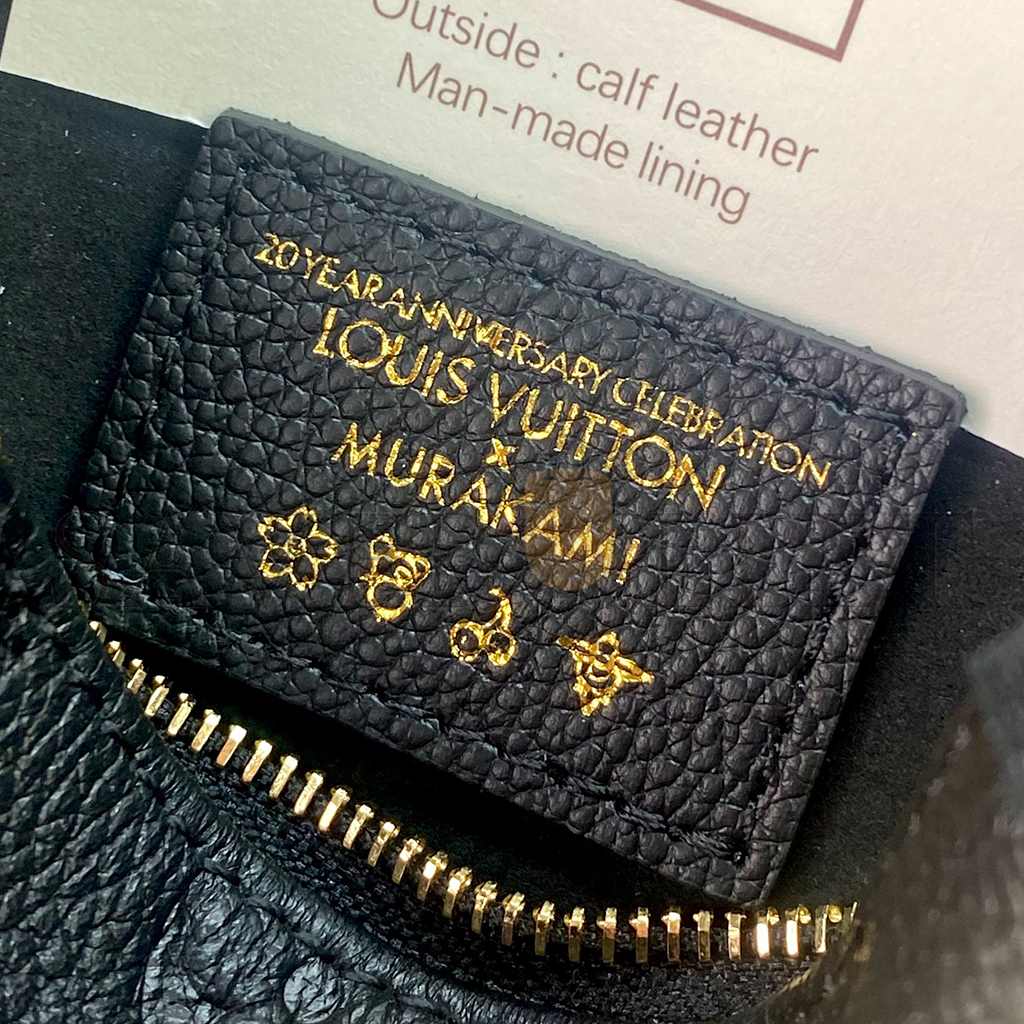 Outside : calf leather
Man-made lining
20 YEAR ANNIVERSARY CELEBRATION
LOUIS VUITTON
x
MURAKAMI